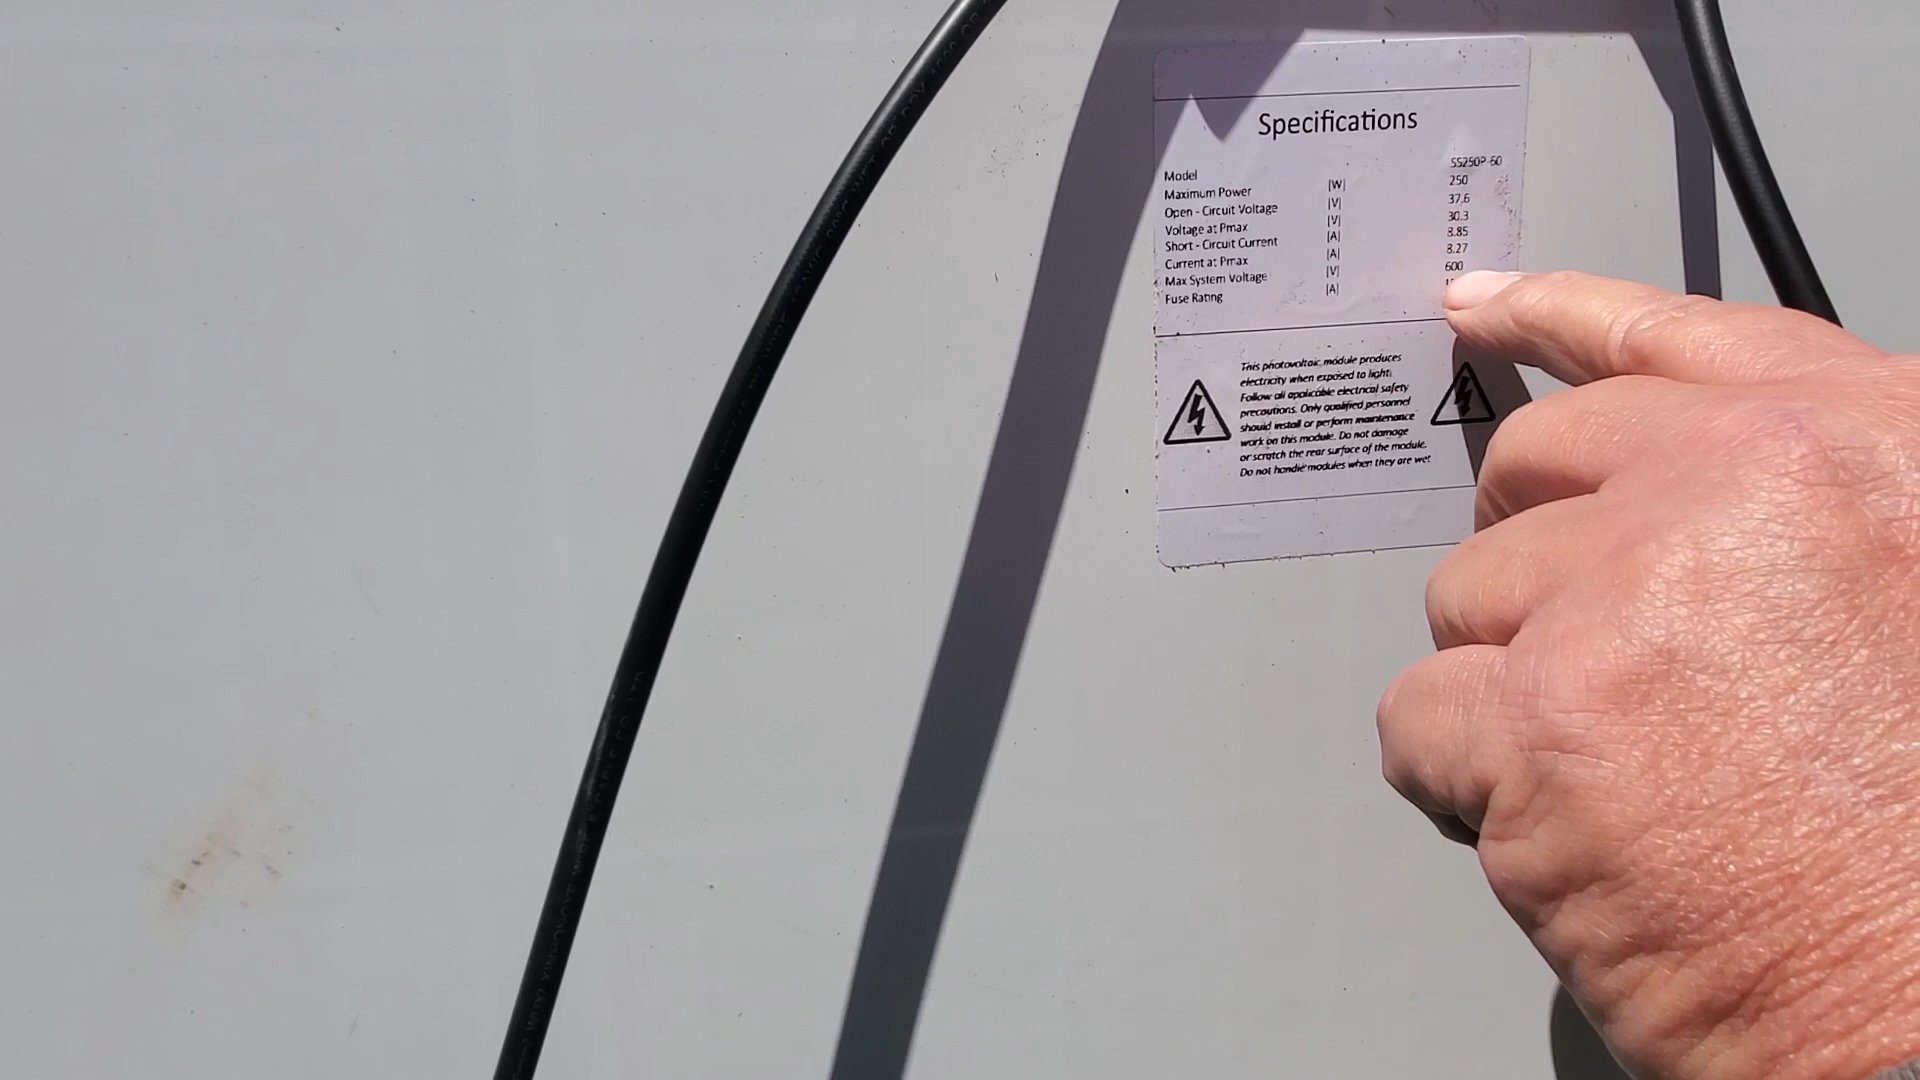 Specifications
Model SS250P-60
Maximum Power |W| 250
Open - Circuit Voltage |V| 37.6
Voltage at Pmax |V| 30.3
Short - Circuit Current |A| 8.85
Current at Pmax |A| 8.27
Max System Voltage |V| 600
Fuse Rating |A|
This photovoltaic module produces
electricity when exposed to light.
Follow all applicable electrical safety
precautions. Only qualified personnel
should install or perform maintenance
work on this module. Do not damage
or scratch the rear surface of the module.
Do not handle modules when they are wet